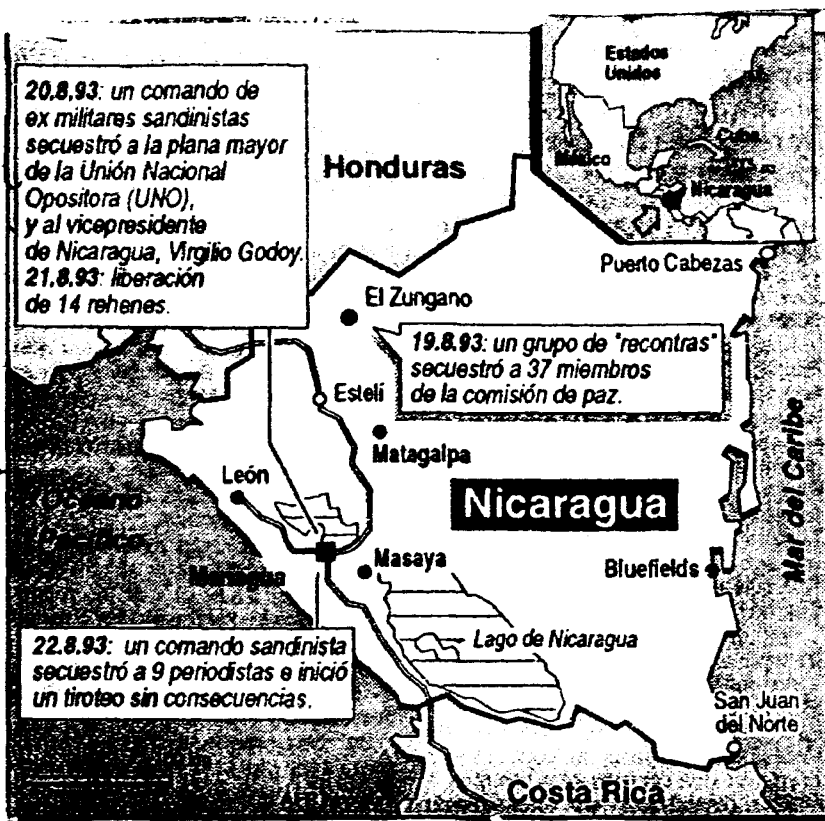 20.8.93: un comando de
ex militares sandinistas
secuestró a la plana mayor
de la Unión Nacional
Opositora (UNO),
y al vicepresidente
de Nicaragua, Virgilio Godoy.
21.8.93: liberación
de 14 rehenes.
Estados
Unidos
México
Cuba
Nicaragua
Honduras
Puerto Cabezas
El Zungano
19.8.93: un grupo de "recontras"
secuestró a 37 miembros
de la comisión de paz.
Estelí
Matagalpa
León
Nicaragua
Mar del Caribe
Managua
Masaya
Bluefields
Lago de Nicaragua
22.8.93: un comando sandinista
secuestró a 9 periodistas e inició
un tiroteo sin consecuencias.
San Juan
del Norte
Costa Rica